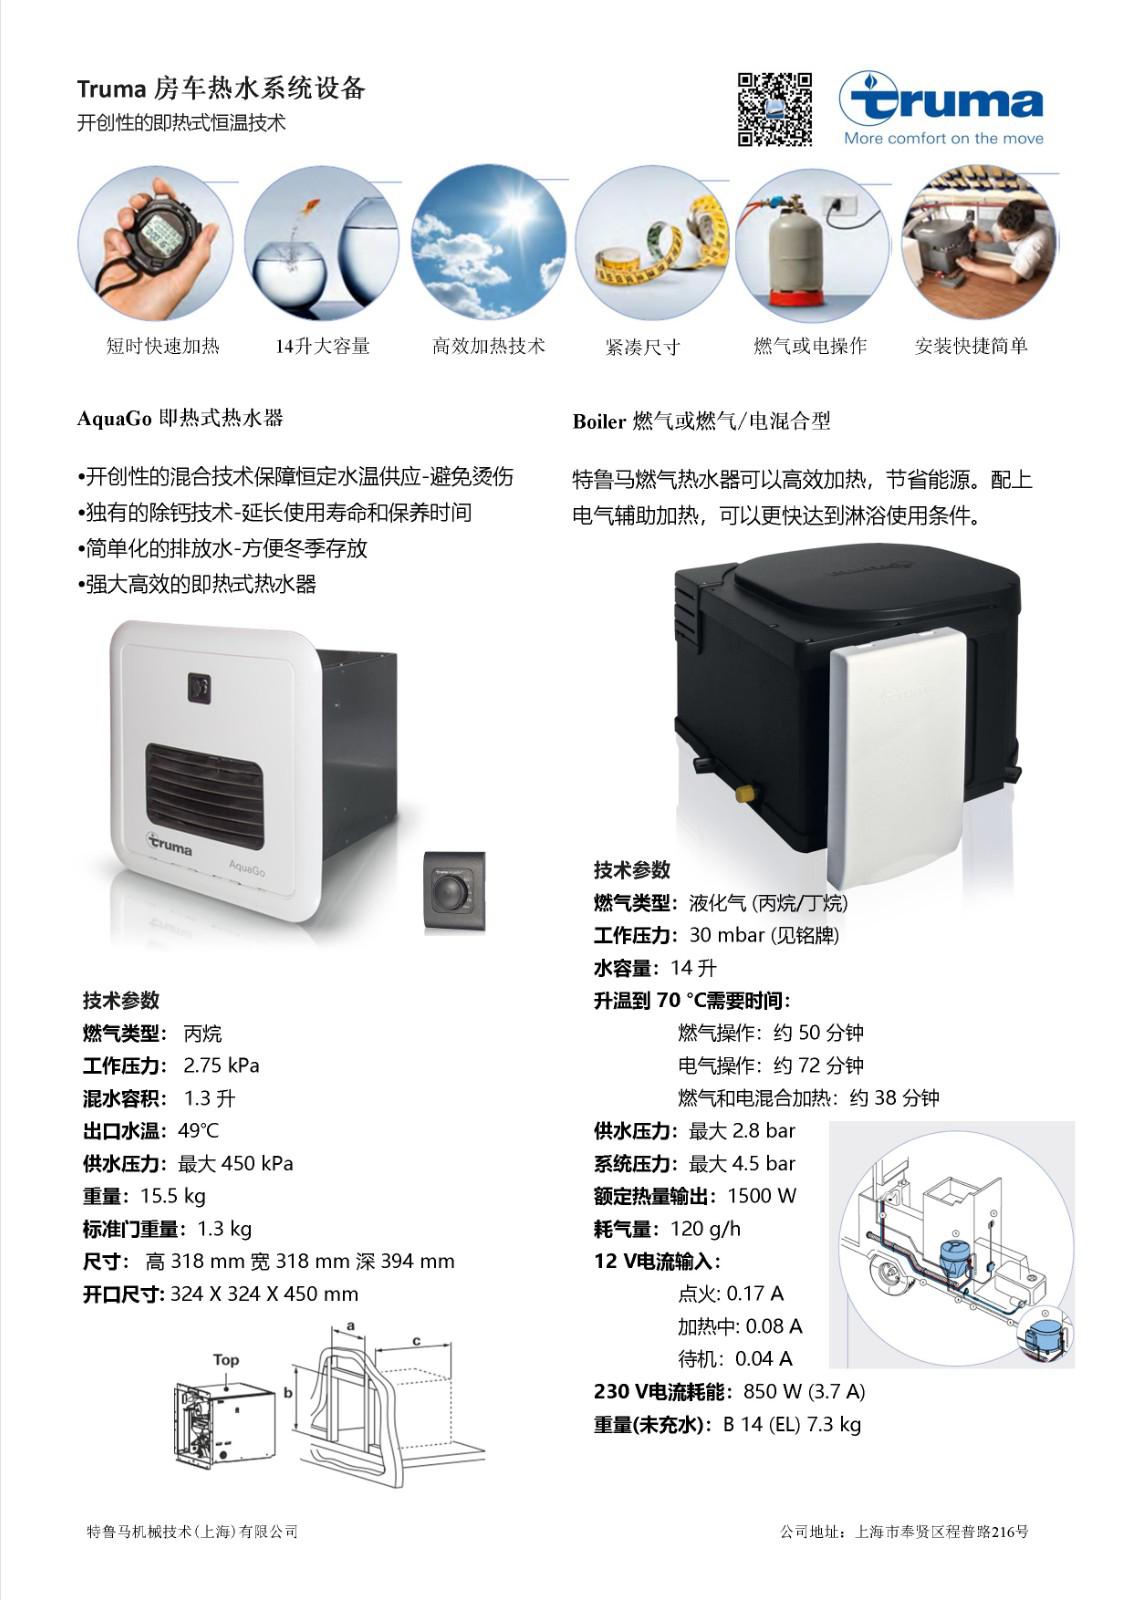 Truma 房车热水系统设备
开创性的即热式恒温技术
truma
More comfort on the move
短时快速加热
14升大容量
高效加热技术
紧凑尺寸
燃气或电操作
安装快捷简单
AquaGo 即热式热水器
•开创性的混合技术保障恒定水温供应-避免烫伤
•独有的除钙技术-延长使用寿命和保养时间
•简单化的排放水-方便冬季存放
•强大高效的即热式热水器
truma
AquaGo
技术参数
燃气类型： 丙烷
工作压力： 2.75 kPa
混水容积： 1.3 升
出口水温：49℃
供水压力：最大 450 kPa
重量：15.5 kg
标准门重量：1.3 kg
尺寸： 高 318 mm 宽 318 mm 深 394 mm
开口尺寸: 324 X 324 X 450 mm
Top
a
b
c
Boiler 燃气或燃气/电混合型
特鲁马燃气热水器可以高效加热，节省能源。配上
电气辅助加热，可以更快达到淋浴使用条件。
技术参数
燃气类型：液化气 (丙烷/丁烷)
工作压力：30 mbar (见铭牌)
水容量：14 升
升温到 70 °C需要时间：
燃气操作：约 50 分钟
电气操作：约 72 分钟
燃气和电混合加热：约 38 分钟
供水压力：最大 2.8 bar
系统压力：最大 4.5 bar
额定热量输出：1500 W
耗气量：120 g/h
12 V电流输入：
点火: 0.17 A
加热中: 0.08 A
待机：0.04 A
230 V电流耗能：850 W (3.7 A)
重量(未充水)：B 14 (EL) 7.3 kg
特鲁马机械技术(上海)有限公司
公司地址：上海市奉贤区程普路216号